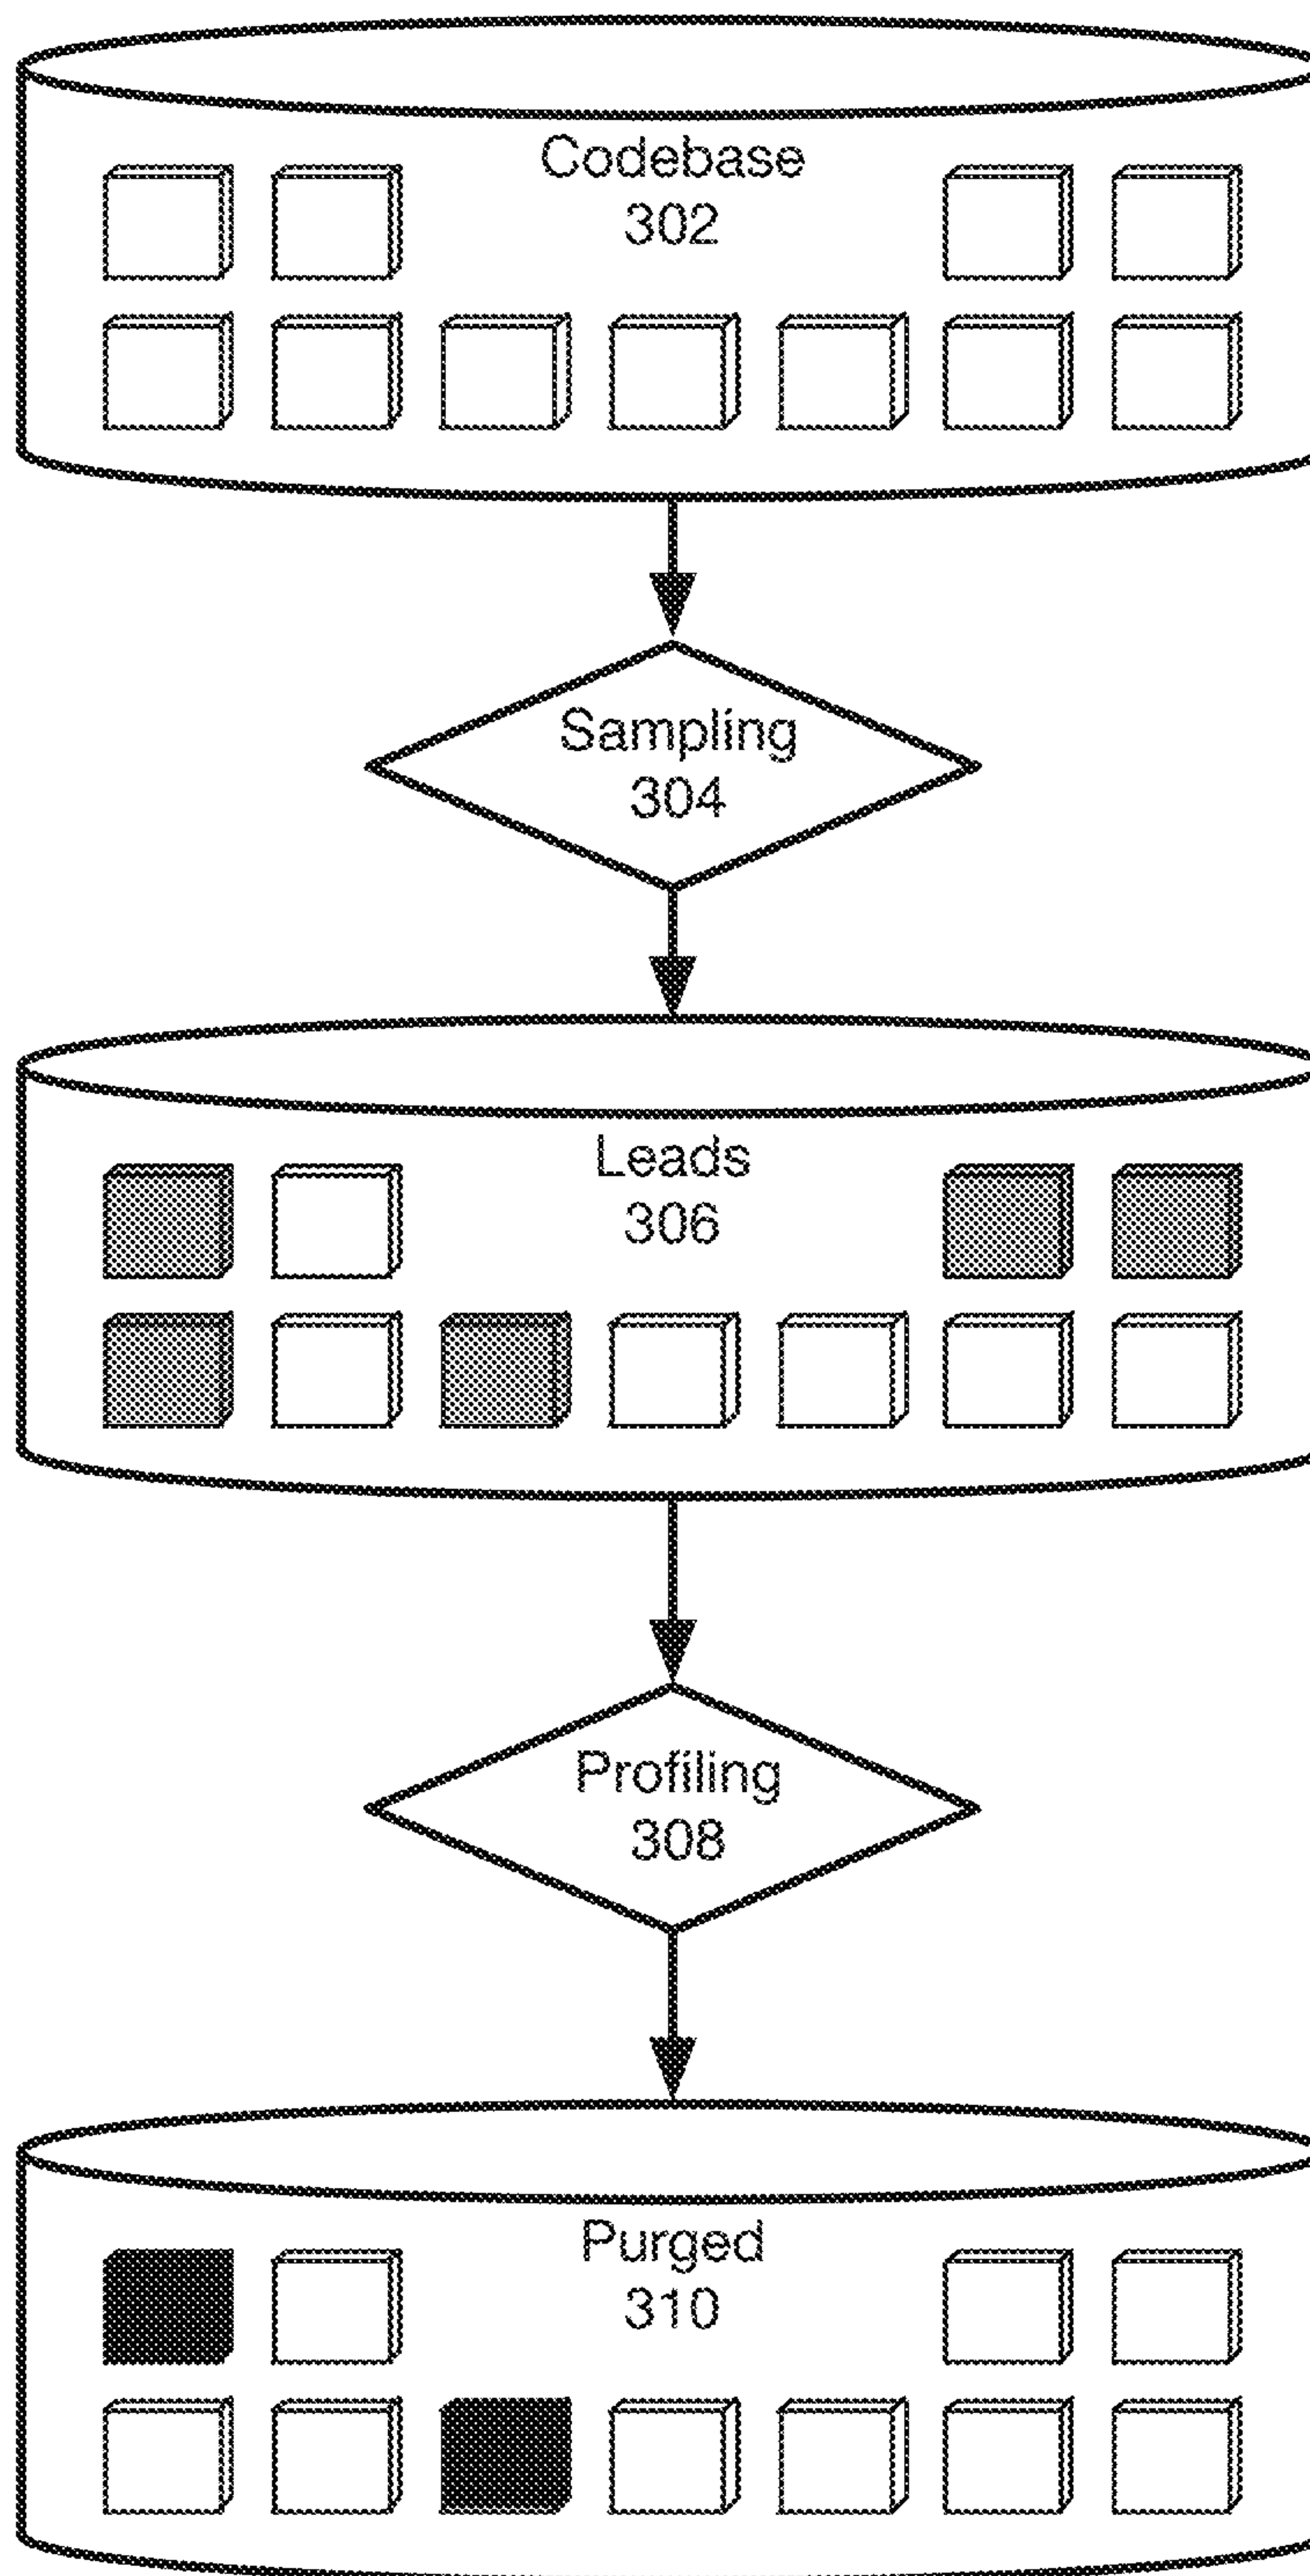 Codebase
302
Sampling
304
Leads
306
Profiling
308
Purged
310